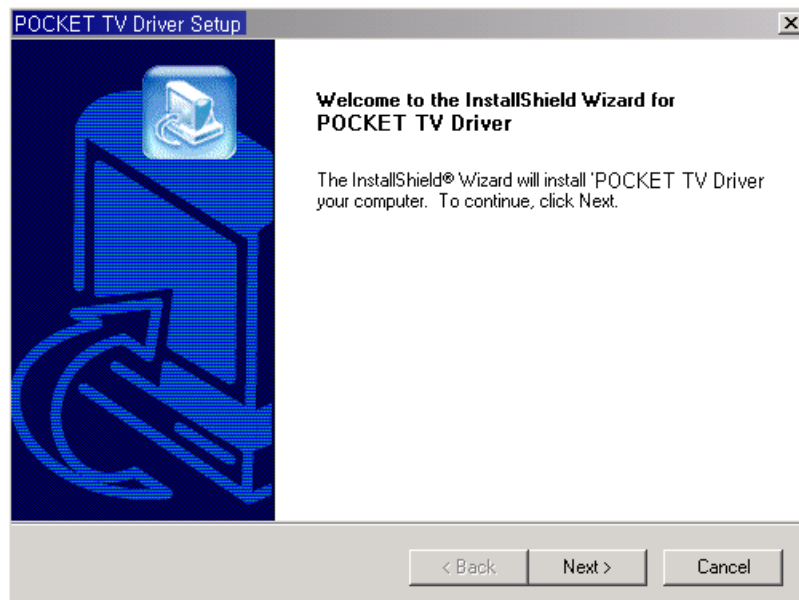 POCKET TV Driver Setup
Welcome to the InstallShield Wizard for
POCKET TV Driver
The InstallShield® Wizard will install 'POCKET TV Driver
your computer. To continue, click Next.
< Back
Next >
Cancel